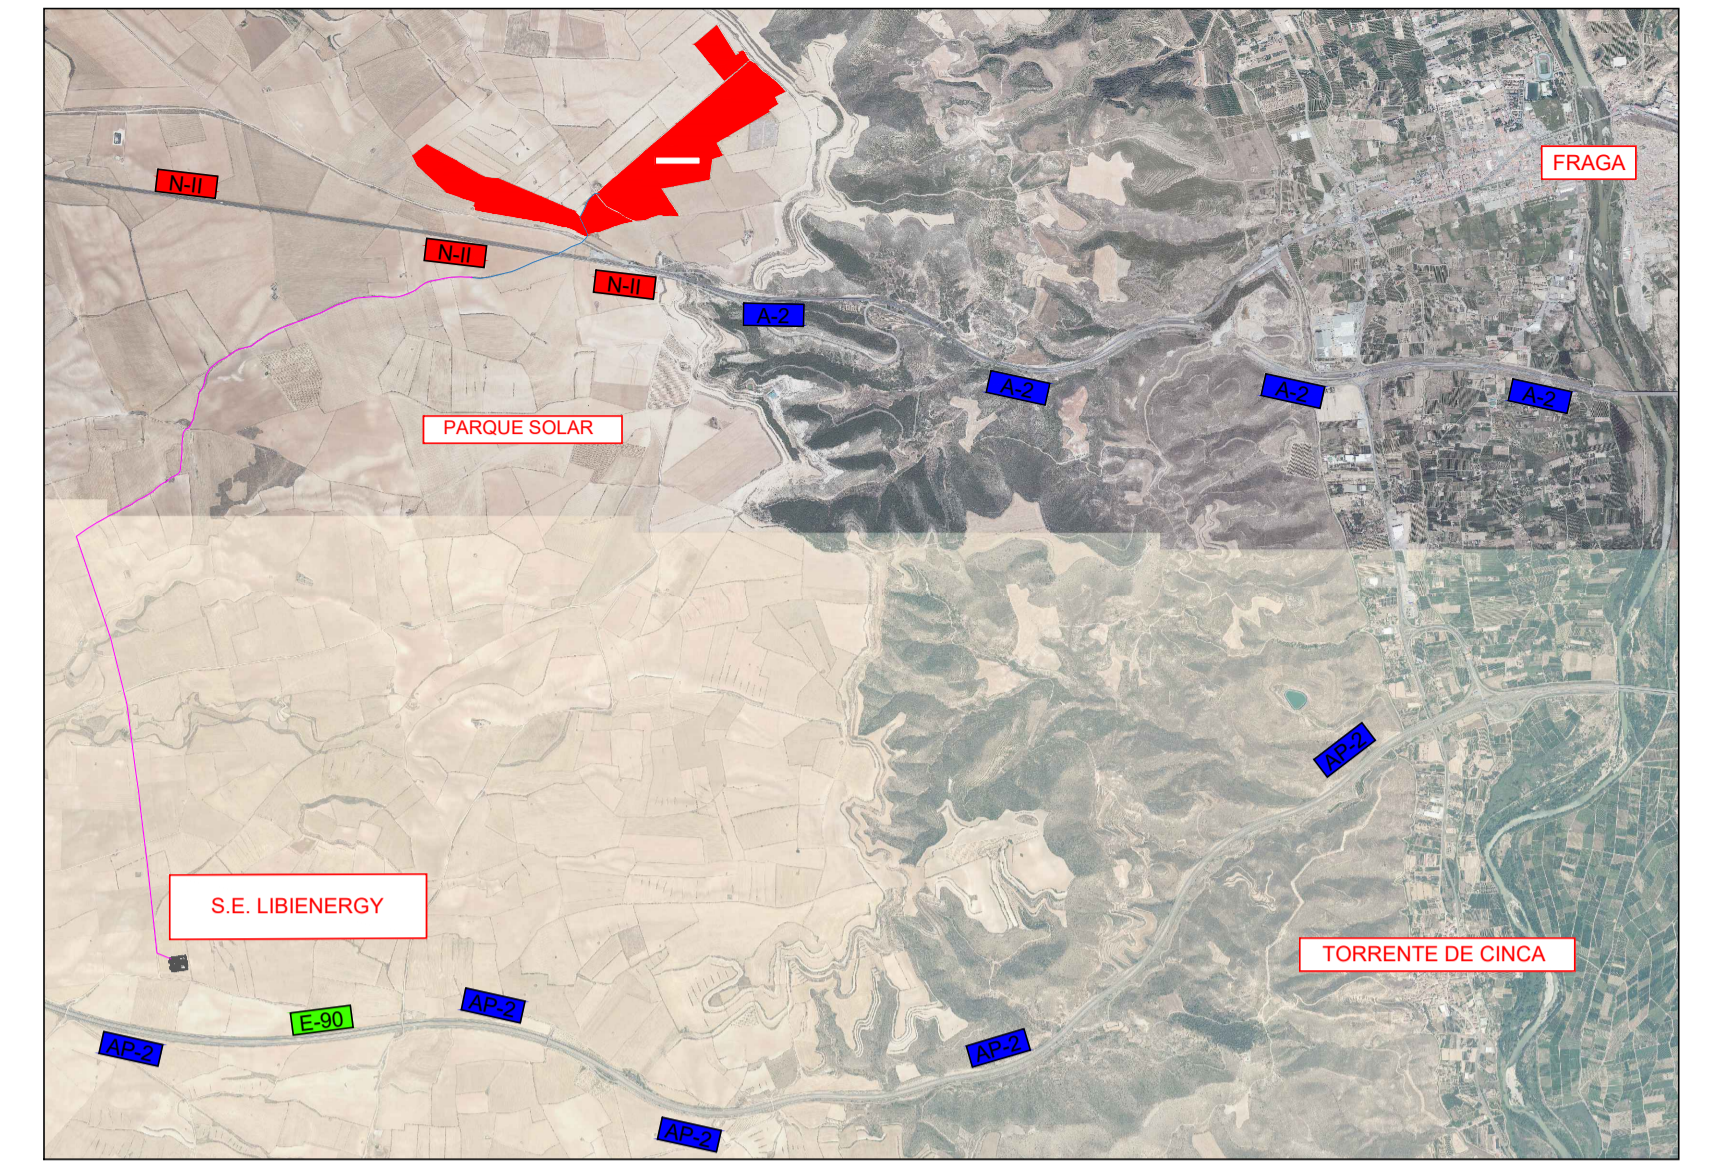 FRAGA
N-II
N-II
N-II
A-2
A-2
A-2
A-2
PARQUE SOLAR
AP-2
S.E. LIBIENERGY
TORRENTE DE CINCA
AP-2
E-90
AP-2
AP-2
AP-2